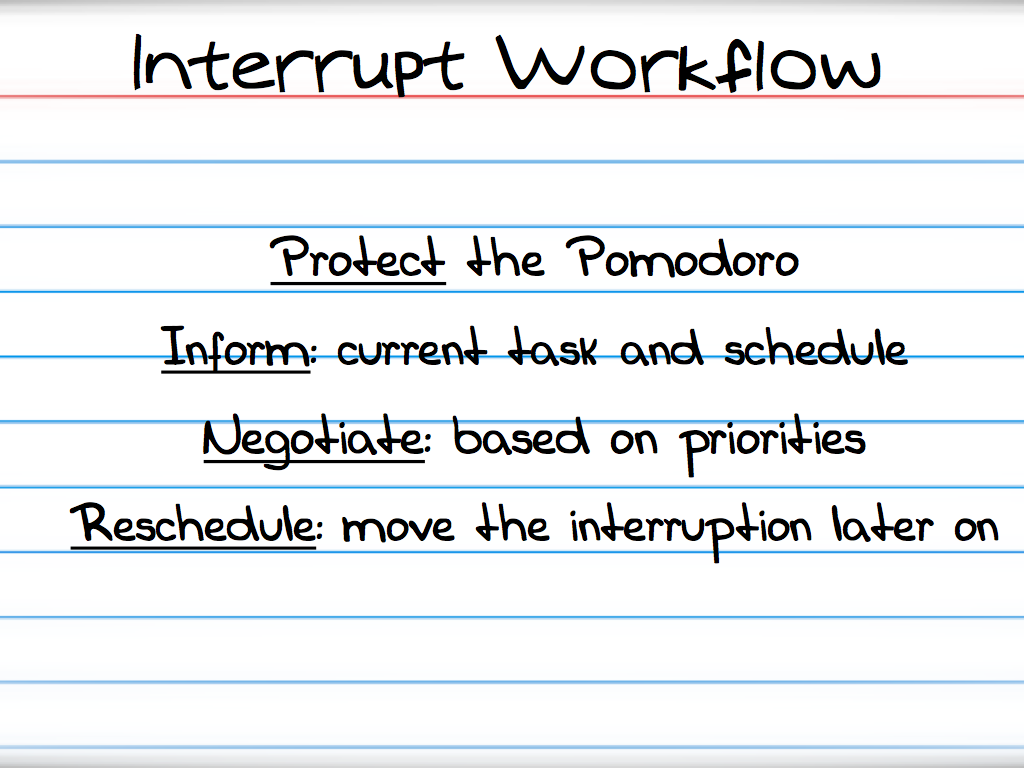 Interrupt Workflow
Protect the Pomodoro
Inform: current task and schedule
Negotiate: based on priorities
Reschedule: move the interruption later on